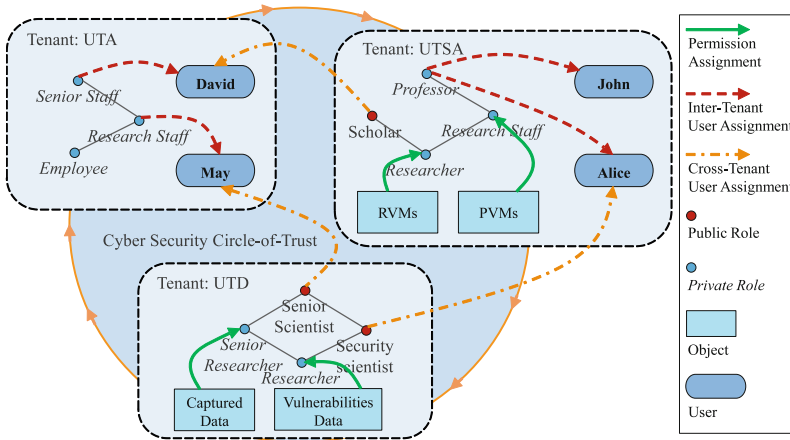 Tenant: UTA
David
Senior Staff
Research Staff
Employee
May
Tenant: UTSA
Professor
John
Scholar
Research Staff
Researcher
Alice
RVMs
PVMs
Cyber Security Circle-of-Trust
Tenant: UTD
Senior
Scientist
Senior
Researcher
Security
scientist
Researcher
Captured
Data
Vulnerabilities
Data
Permission
Assignment
Inter-Tenant
User Assignment
Cross-Tenant
User Assignment
Public Role
Private Role
Object
User